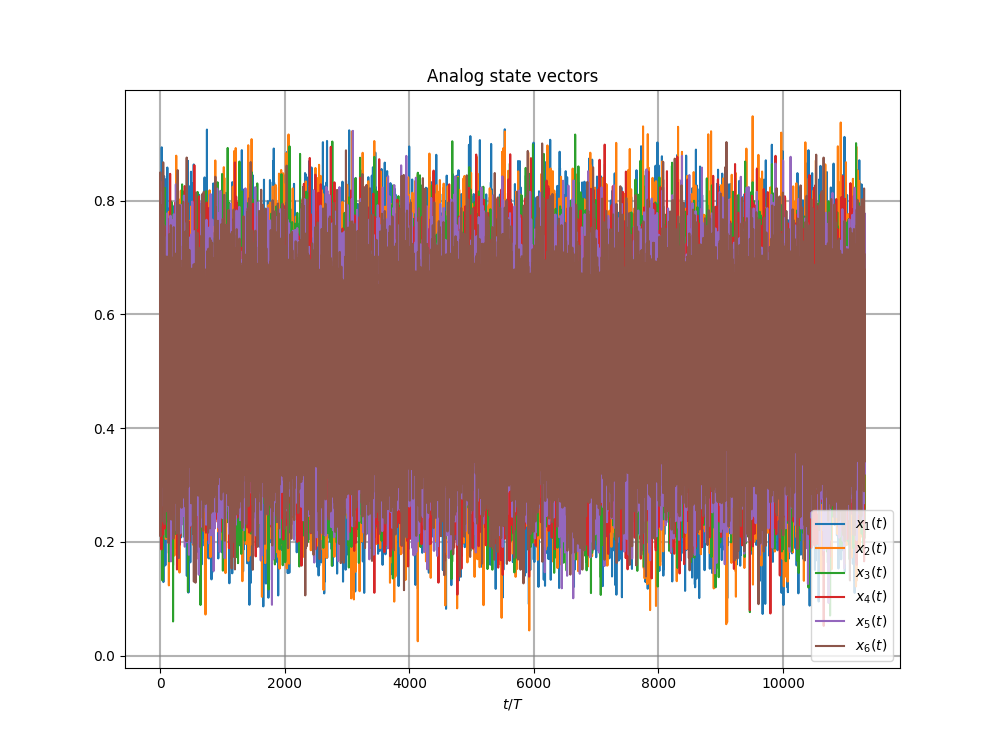 Analog state vectors
0.8
0.6
0.4
0.2
0.0
0 2000 4000 6000 8000 10000
t/T
x₁(t)
x₂(t)
x₃(t)
x₄(t)
x₅(t)
x₆(t)